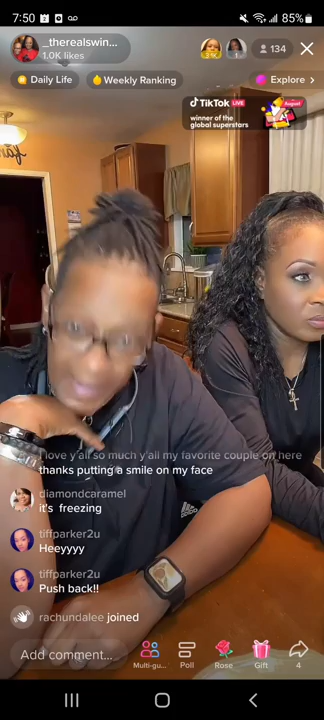 7:50
85%
_therealswin...
1.0K likes
134
Daily Life
Weekly Ranking
Explore
TikTok LIVE
August
winner of the
global superstars
I love y'all so much y'all my favorite couple on here
thanks putting a smile on my face
diamondcaramel
it's freezing
tiffparker2u
Heeyyyy
tiffparker2u
Push back!!
rachundalee joined
Add comment...
Multi-gu...
Poll
Rose
Gift
4